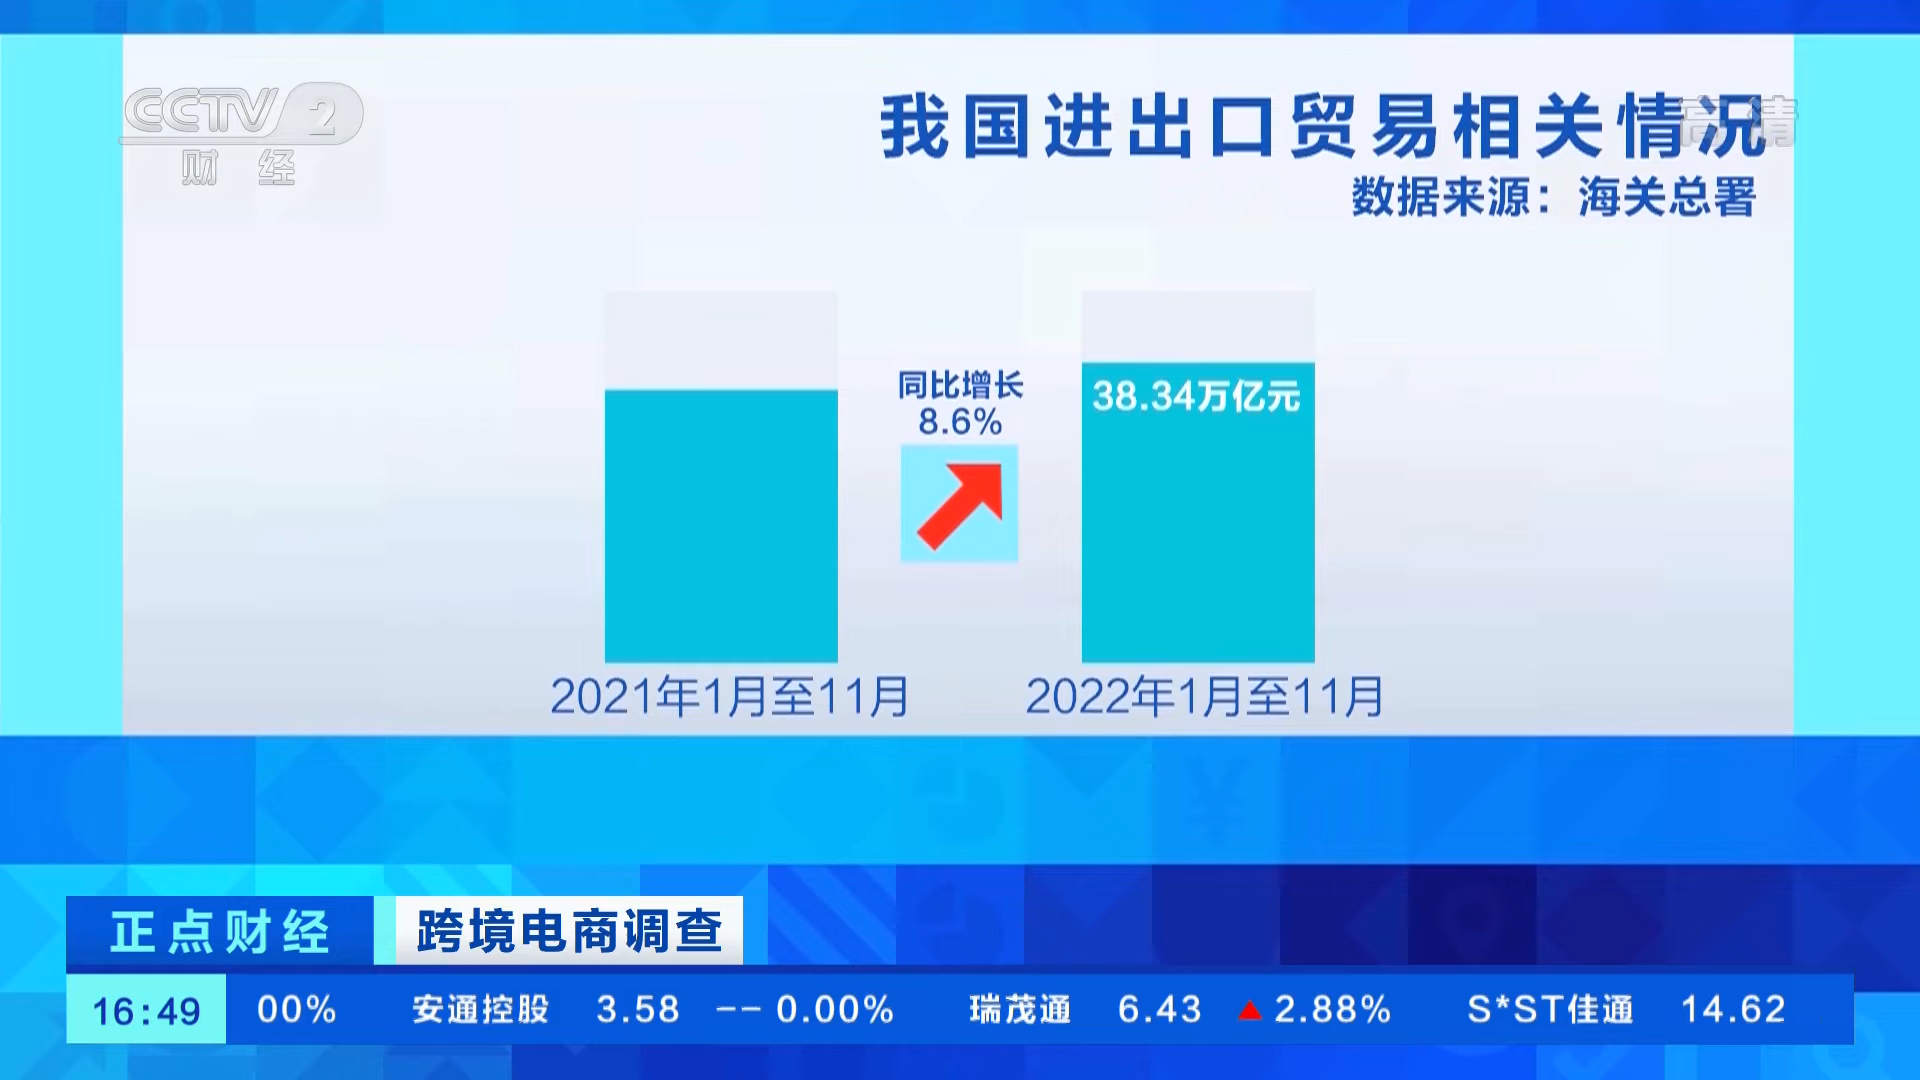 CCTV 2
财经
高清
我国进出口贸易相关情况
数据来源：海关总署
同比增长
8.6%
38.34万亿元
2021年1月至11月
2022年1月至11月
正点财经
跨境电商调查
16:49
00% 安通控股 3.58 -- 0.00% 瑞茂通 6.43 ▲ 2.88% S*ST佳通 14.62